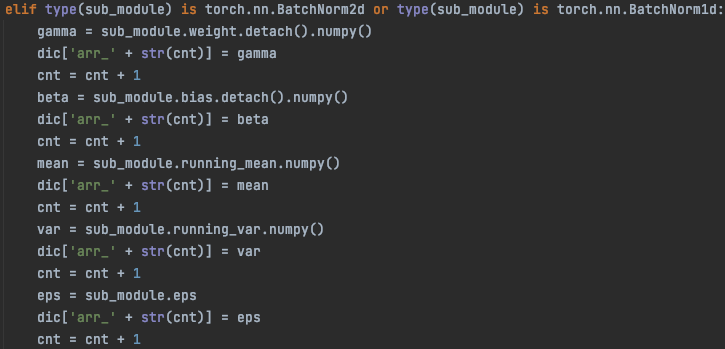 elif type(sub_module) is torch.nn.BatchNorm2d or type(sub_module) is torch.nn.BatchNorm1d:
    gamma = sub_module.weight.detach().numpy()
    dic['arr_' + str(cnt)] = gamma
    cnt = cnt + 1
    beta = sub_module.bias.detach().numpy()
    dic['arr_' + str(cnt)] = beta
    cnt = cnt + 1
    mean = sub_module.running_mean.numpy()
    dic['arr_' + str(cnt)] = mean
    cnt = cnt + 1
    var = sub_module.running_var.numpy()
    dic['arr_' + str(cnt)] = var
    cnt = cnt + 1
    eps = sub_module.eps
    dic['arr_' + str(cnt)] = eps
    cnt = cnt + 1